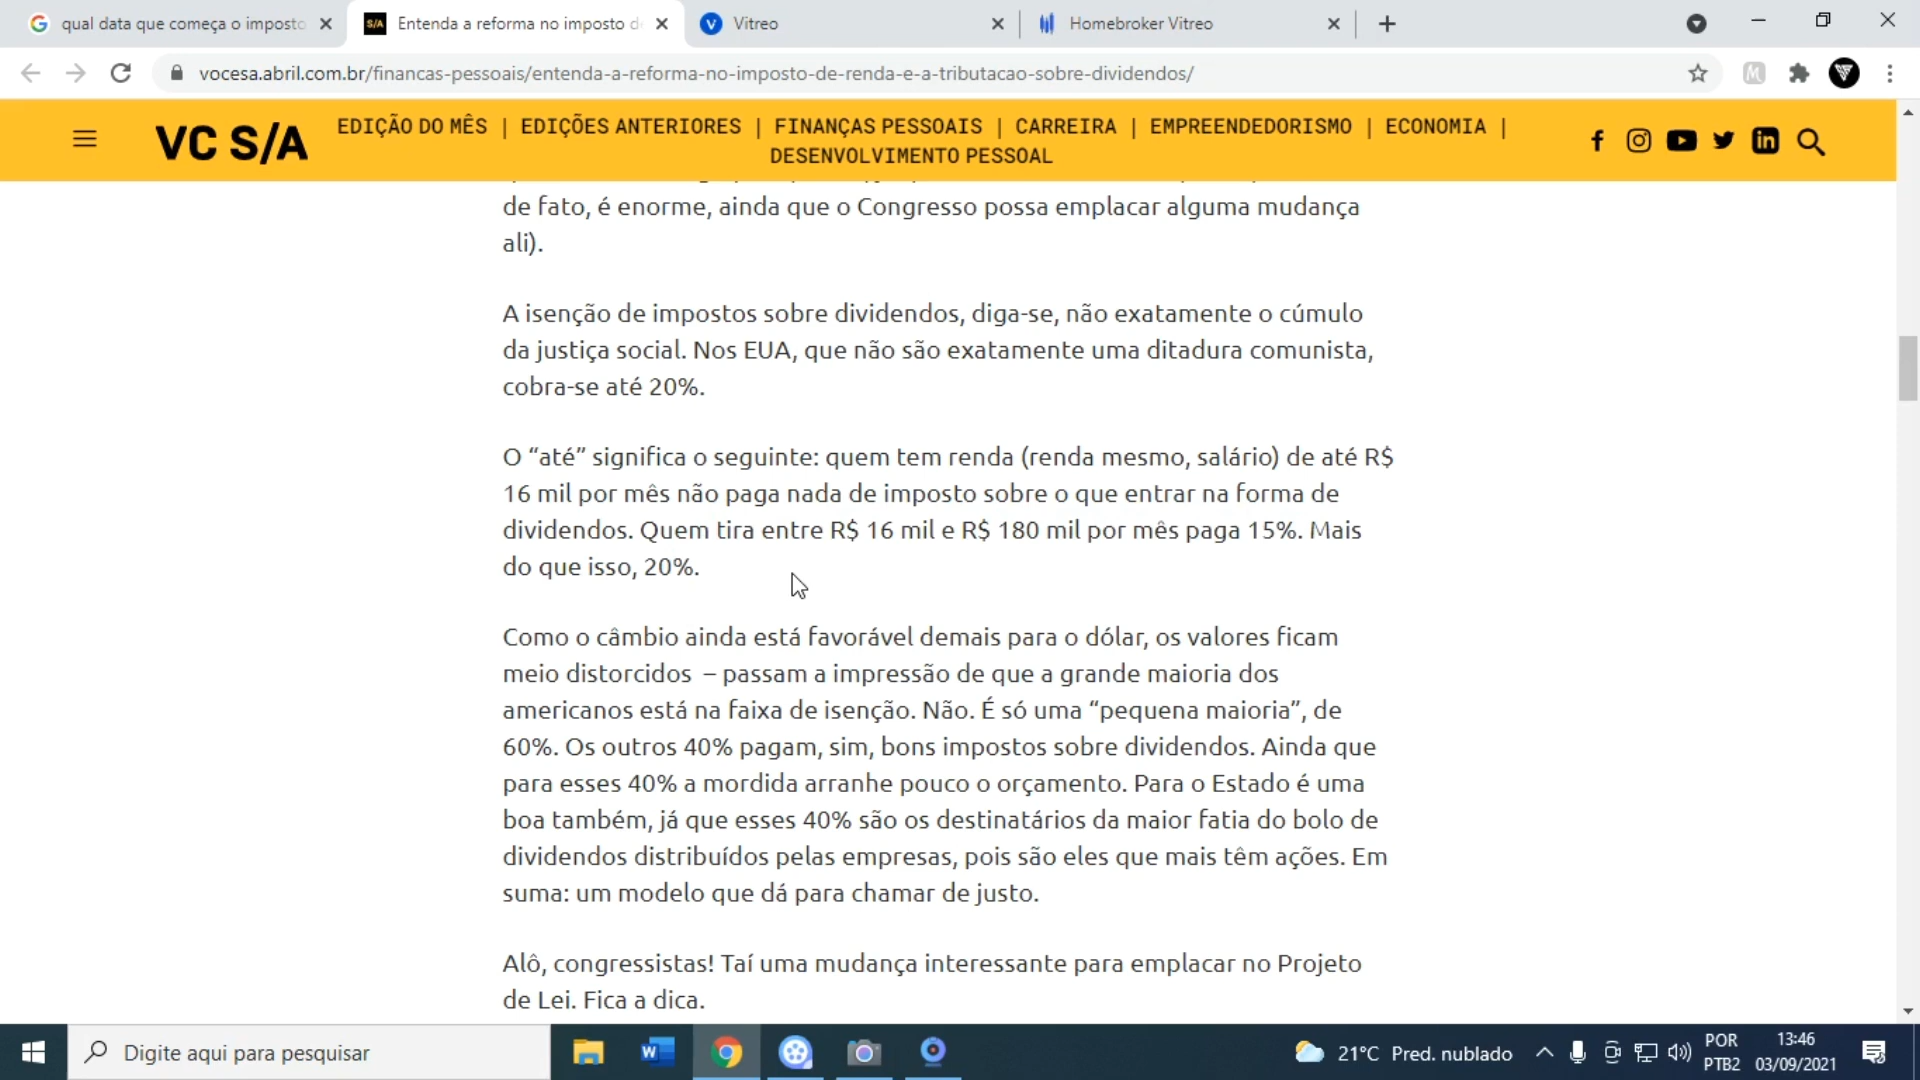 qual data que começa o imposto
S/A Entenda a reforma no imposto de
V Vitreo
Homebroker Vitreo
vocesa.abril.com.br/financas-pessoais/entenda-a-reforma-no-imposto-de-renda-e-a-tributacao-sobre-dividendos/
VC S/A
EDIÇÃO DO MÊS | EDIÇÕES ANTERIORES | FINANÇAS PESSOAIS | CARREIRA | EMPREENDEDORISMO | ECONOMIA |
DESENVOLVIMENTO PESSOAL
de fato, é enorme, ainda que o Congresso possa emplacar alguma mudança
ali).
A isenção de impostos sobre dividendos, diga-se, não exatamente o cúmulo
da justiça social. Nos EUA, que não são exatamente uma ditadura comunista,
cobra-se até 20%.
O “até” significa o seguinte: quem tem renda (renda mesmo, salário) de até R$
16 mil por mês não paga nada de imposto sobre o que entrar na forma de
dividendos. Quem tira entre R$ 16 mil e R$ 180 mil por mês paga 15%. Mais
do que isso, 20%.
Como o câmbio ainda está favorável demais para o dólar, os valores ficam
meio distorcidos – passam a impressão de que a grande maioria dos
americanos está na faixa de isenção. Não. É só uma “pequena maioria”, de
60%. Os outros 40% pagam, sim, bons impostos sobre dividendos. Ainda que
para esses 40% a mordida arranhe pouco o orçamento. Para o Estado é uma
boa também, já que esses 40% são os destinatários da maior fatia do bolo de
dividendos distribuídos pelas empresas, pois são eles que mais têm ações. Em
suma: um modelo que dá para chamar de justo.
Alô, congressistas! Taí uma mudança interessante para emplacar no Projeto
de Lei. Fica a dica.
Digite aqui para pesquisar
21°C Pred. nublado
POR
PTB2
13:46
03/09/2021